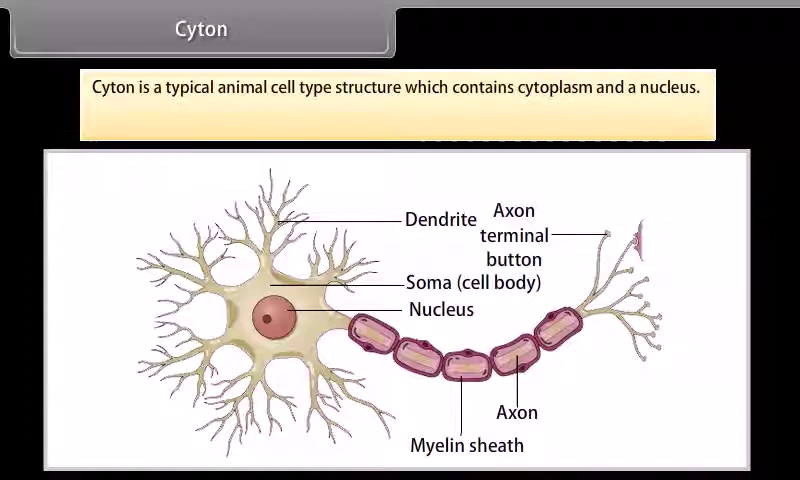 Cyton
Cyton is a typical animal cell type structure which contains cytoplasm and a nucleus.
Dendrite
Axon
terminal
button
Soma (cell body)
Nucleus
Axon
Myelin sheath